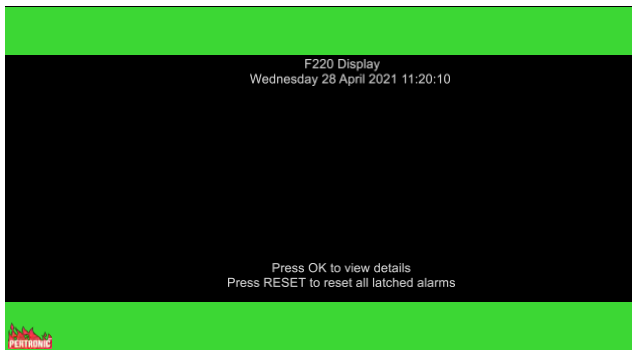 F220 Display
Wednesday 28 April 2021 11:20:10
Press OK to view details
Press RESET to reset all latched alarms
PERTRONIC